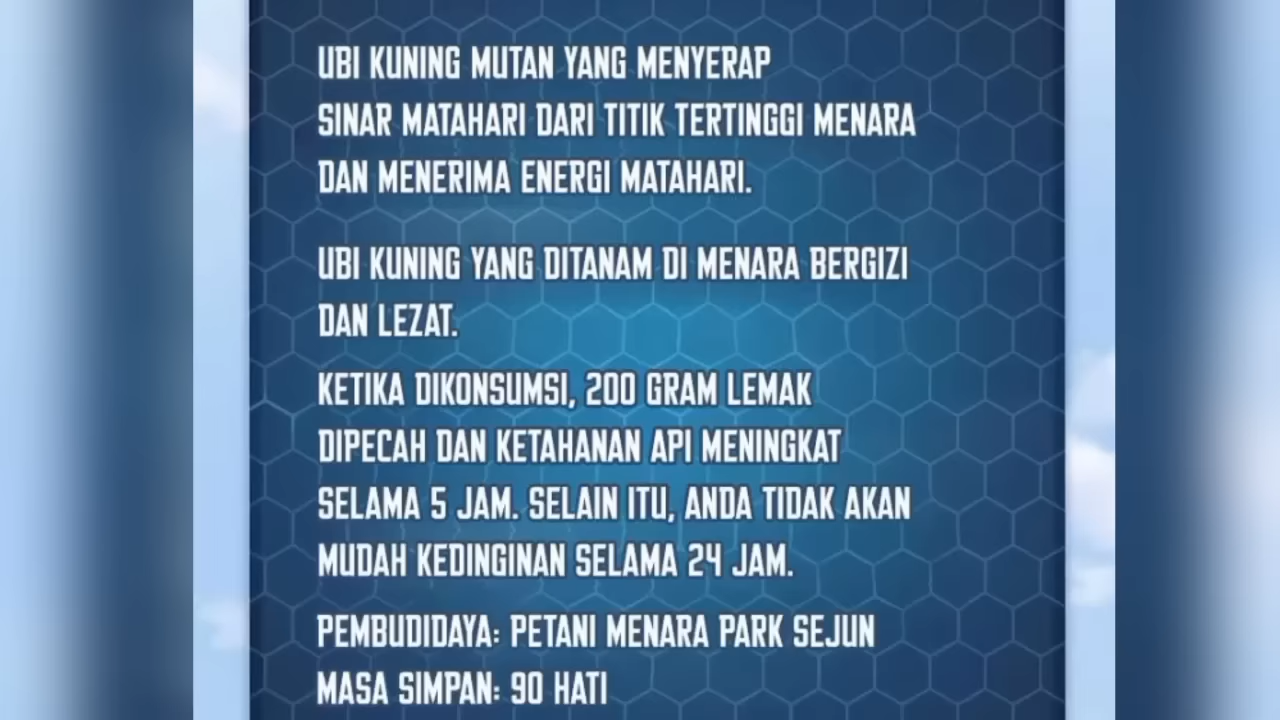 UBI KUNING MUTAN YANG MENYERAP
SINAR MATAHARI DARI TITIK TERTINGGI MENARA
DAN MENERIMA ENERGI MATAHARI.
UBI KUNING YANG DITANAM DI MENARA BERGIZI
DAN LEZAT.
KETIKA DIKONSUMSI, 200 GRAM LEMAK
DIPECAH DAN KETAHANAN API MENINGKAT
SELAMA 5 JAM. SELAIN ITU, ANDA TIDAK AKAN
MUDAH KEDINGINAN SELAMA 24 JAM.
PEMBUDIDAYA: PETANI MENARA PARK SEJUN
MASA SIMPAN: 90 HATI